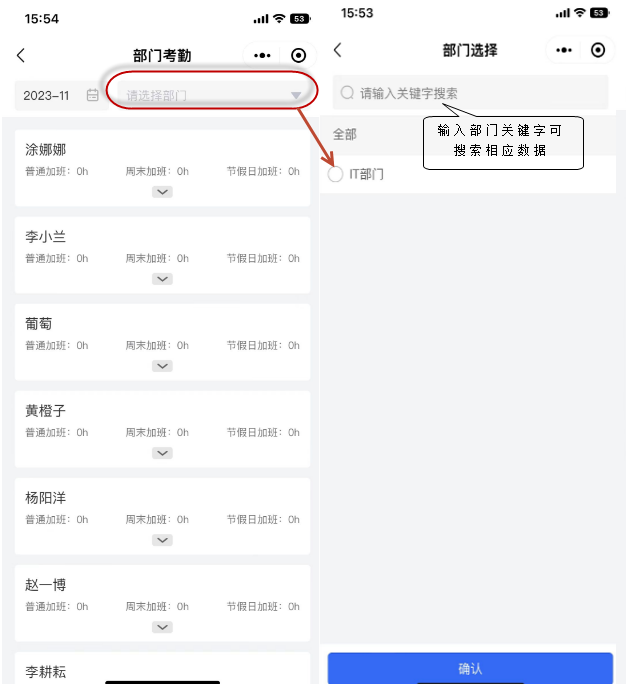 15:54
53
部门考勤
2023-11
请选择部门
涂娜娜
普通加班：0h 周末加班：0h 节假日加班：0h
李小兰
普通加班：0h 周末加班：0h 节假日加班：0h
葡萄
普通加班：0h 周末加班：0h 节假日加班：0h
黄橙子
普通加班：0h 周末加班：0h 节假日加班：0h
杨阳洋
普通加班：0h 周末加班：0h 节假日加班：0h
赵一博
普通加班：0h 周末加班：0h 节假日加班：0h
李耕耘
15:53
53
部门选择
请输入关键字搜索
输入部门关键字可
搜索相应数据
全部
IT部门
确认